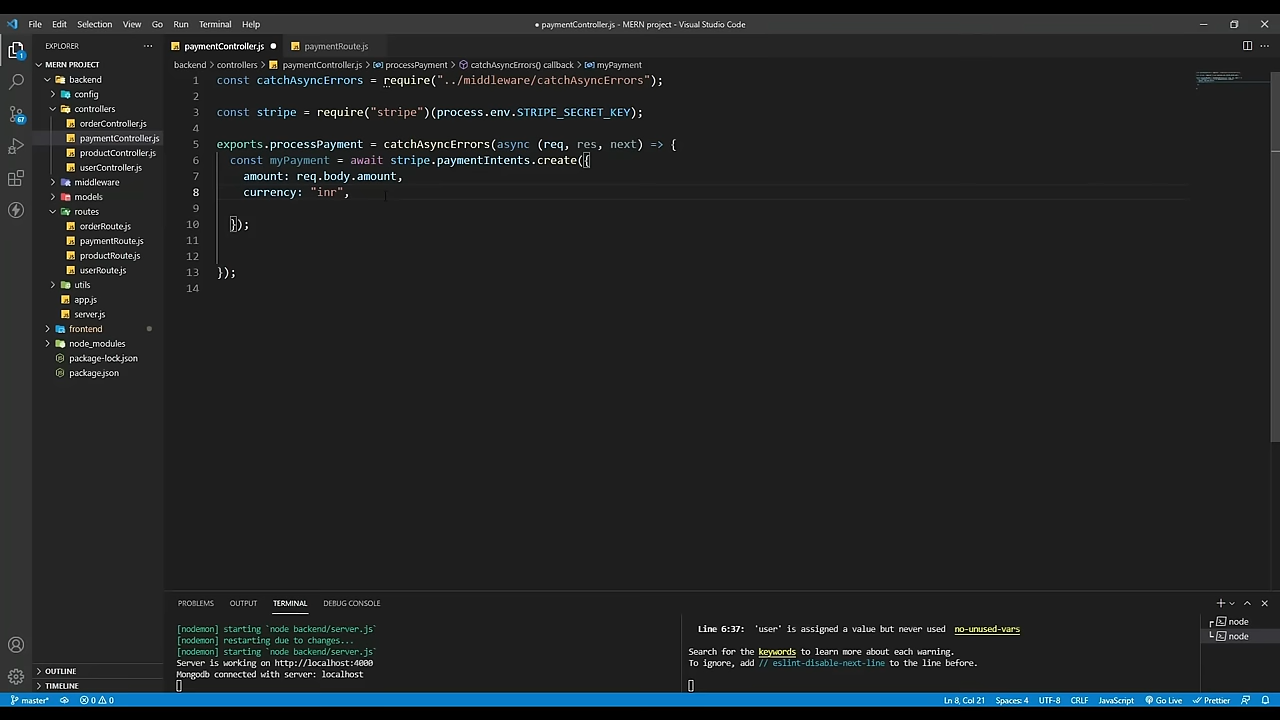 File Edit Selection View Go Run Terminal Help
● paymentController.js - MERN project - Visual Studio Code
EXPLORER
MERN PROJECT
backend
config
controllers
orderController.js
paymentController.js
productController.js
userController.js
middleware
models
routes
orderRoute.js
paymentRoute.js
productRoute.js
userRoute.js
utils
app.js
server.js
frontend
node_modules
package-lock.json
package.json
OUTLINE
TIMELINE
1
67
paymentController.js ● paymentRoute.js
backend > controllers > paymentController.js > processPayment > catchAsyncErrors() callback > myPayment
1 const catchAsyncErrors = require("../middleware/catchAsyncErrors");
2
3 const stripe = require("stripe")(process.env.STRIPE_SECRET_KEY);
4
5 exports.processPayment = catchAsyncErrors(async (req, res, next) => {
6 const myPayment = await stripe.paymentIntents.create({
7 amount: req.body.amount,
8 currency: "inr",
9
10 });
11
12
13 });
14
PROBLEMS OUTPUT TERMINAL DEBUG CONSOLE
[nodemon] starting `node backend/server.js`
[nodemon] restarting due to changes...
[nodemon] starting `node backend/server.js`
Server is working on http://localhost:4000
Mongodb connected with server: localhost
Line 6:37: 'user' is assigned a value but never used no-unused-vars
Search for the keywords to learn more about each warning.
To ignore, add // eslint-disable-next-line to the line before.
node
node
master* 0 0
Ln 8, Col 21 Spaces: 4 UTF-8 CRLF JavaScript Go Live Prettier